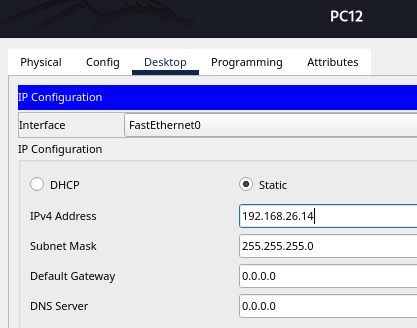 PC12
Physical Config Desktop Programming Attributes
IP Configuration
Interface FastEthernet0
IP Configuration
DHCP Static
IPv4 Address 192.168.26.14
Subnet Mask 255.255.255.0
Default Gateway 0.0.0.0
DNS Server 0.0.0.0